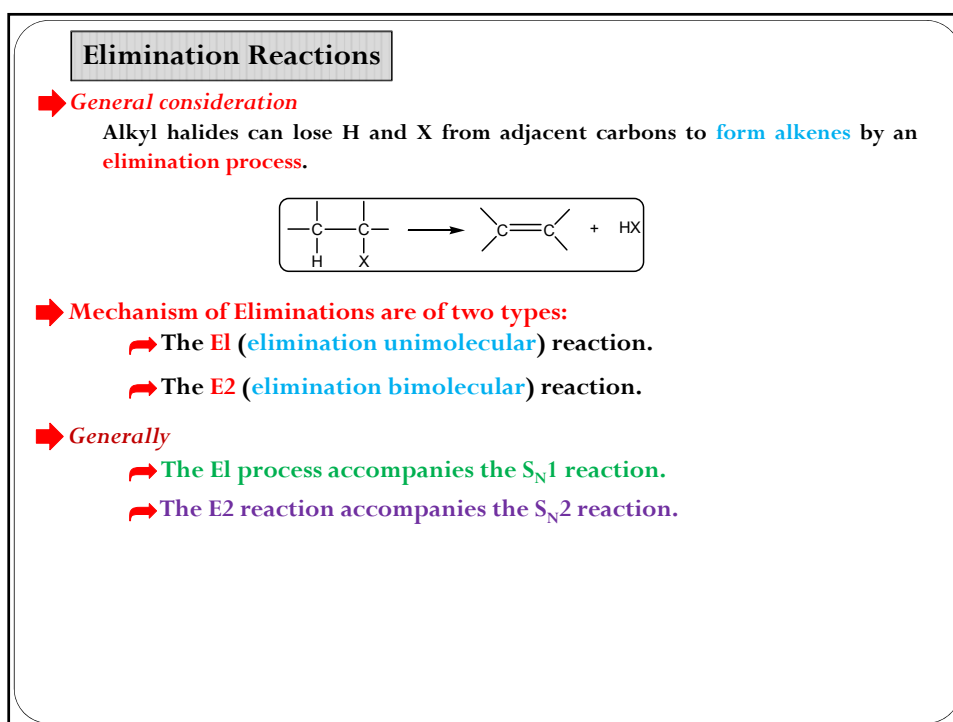 Elimination Reactions
General consideration
Alkyl halides can lose H and X from adjacent carbons to form alkenes by an
elimination process.
C C C C + HX
H X
Mechanism of Eliminations are of two types:
The El (elimination unimolecular) reaction.
The E2 (elimination bimolecular) reaction.
Generally
The El process accompanies the SN1 reaction.
The E2 reaction accompanies the SN2 reaction.